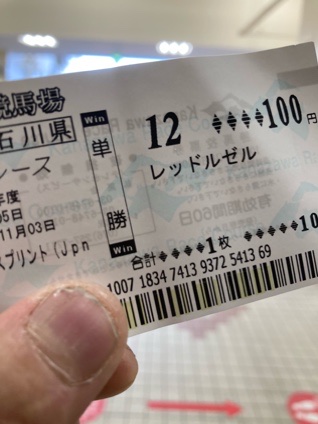 競馬場
石川県
レース
年度
05日
11月03日
スプリント(Jpn
Win
単
勝
Win
12
◆◆◆◆100円
レッドルゼル
合計◆◆◆◆1枚 ◆◆◆◆◆10
1007 1834 7413 9372 5413 69